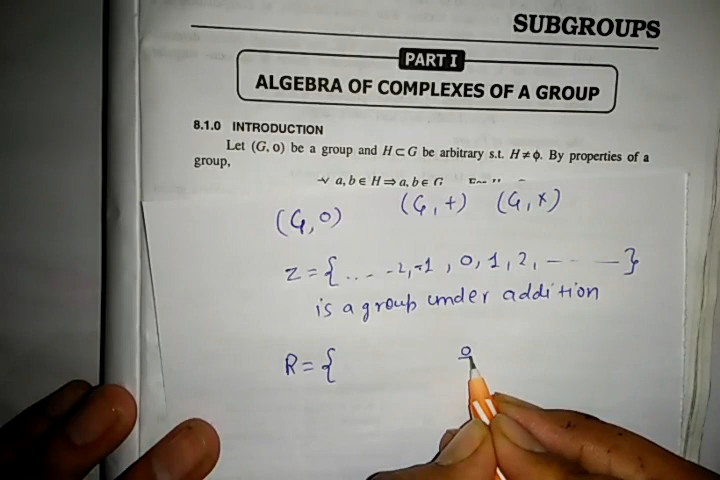 SUBGROUPS
PART I
ALGEBRA OF COMPLEXES OF A GROUP
8.1.0 INTRODUCTION
Let (G, o) be a group and H⊂G be arbitrary s.t. H≠ϕ. By properties of a
group,
∀ a, b ∈ H ⇒ a, b ∈ G
(G, o) (G, +) (G, ×)
Z = {.... -2, -1, 0, 1, 2, - - - -}
is a group under addition
R = { 0